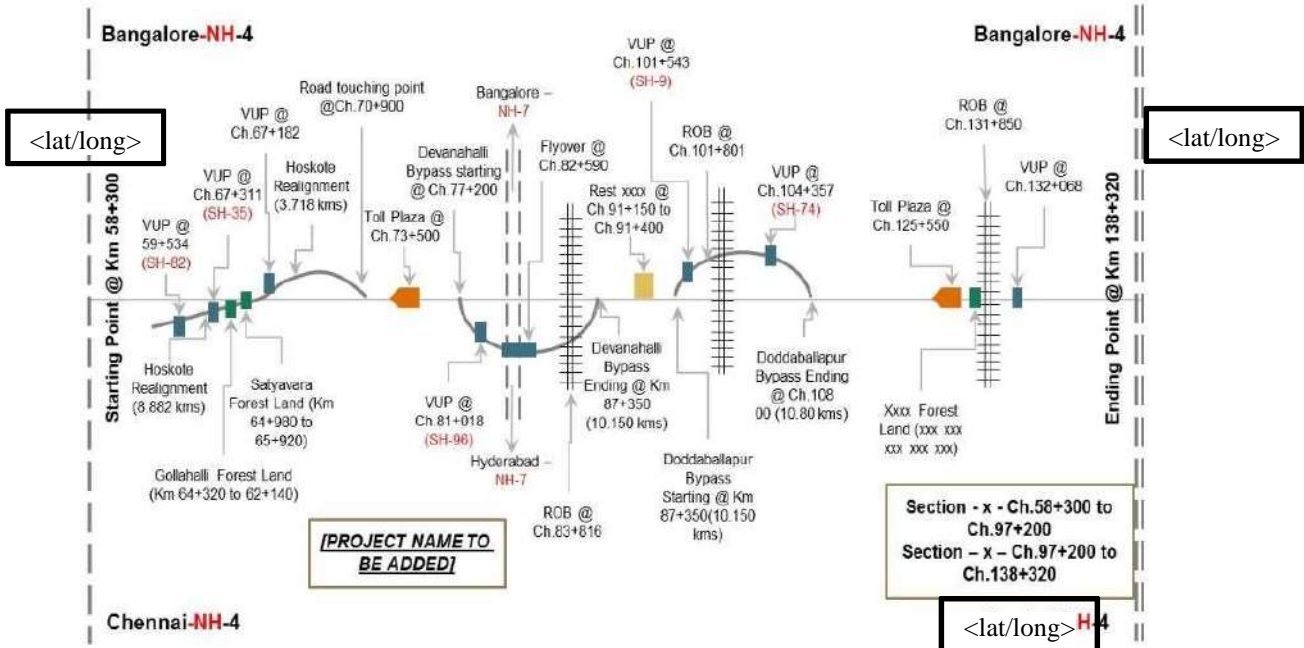 Bangalore-NH-4
Bangalore-NH-4
<lat/long>
<lat/long>
Starting Point @ Km 58+300
Ending Point @ Km 138+320
VUP @
59+534
(SH-82)
VUP @
Ch.67+311
(SH-35)
VUP @
Ch.67+182
Hoskote
Realignment
(3.718 kms)
Road touching point
@Ch.70+900
Toll Plaza @
Ch.73+500
Devanahalli
Bypass starting
@ Ch.77+200
Bangalore –
NH-7
Flyover @
Ch.82+590
Rest xxx @
Ch 91+150 to
Ch.91+400
VUP @
Ch.101+543
(SH-9)
ROB @
Ch.101+801
VUP @
Ch.104+357
(SH-74)
Toll Plaza @
Ch.125+550
ROB @
Ch.131+850
VUP @
Ch.132+068
Hoskote
Realignment
(8.882 kms)
Satyavara
Forest Land (Km
64+980 to
65+920)
Gollahalli Forest Land
(Km 64+320 to 62+140)
VUP @
Ch.81+018
(SH-96)
Hyderabad –
NH-7
ROB @
Ch.83+816
Devanahalli
Bypass
Ending @ Km
87+350
(10.150 kms)
Doddaballapur
Bypass
Starting @ Km
87+350(10.150
kms)
Doddaballapur
Bypass Ending
@ Ch.108
00 (10.80 kms)
Xxxx Forest
Land (xxx xxx
xxx xxx xxx)
[PROJECT NAME TO
BE ADDED]
Section - x - Ch.58+300 to
Ch.97+200
Section – x – Ch.97+200 to
Ch.138+320
Chennai-NH-4
<lat/long>
H-4